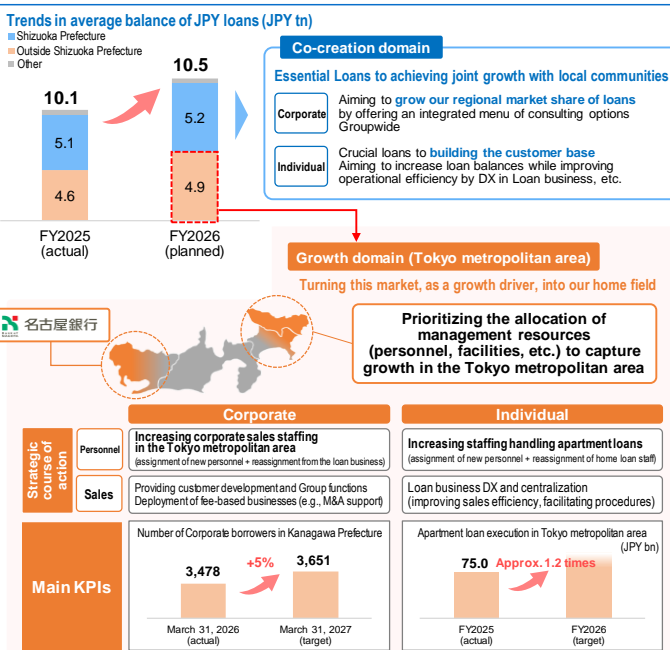 Trends in average balance of JPY loans (JPY tn)
Shizuoka Prefecture
Outside Shizuoka Prefecture
Other
10.1
10.5
5.1
5.2
4.6
4.9
FY2025
(actual)
FY2026
(planned)
Co-creation domain
Essential Loans to achieving joint growth with local communities
Corporate
Aiming to grow our regional market share of loans
by offering an integrated menu of consulting options
Groupwide
Individual
Crucial loans to building the customer base
Aiming to increase loan balances while improving
operational efficiency by DX in Loan business, etc.
Growth domain (Tokyo metropolitan area)
Turning this market, as a growth driver, into our home field
名古屋銀行
Prioritizing the allocation of
management resources
(personnel, facilities, etc.) to capture
growth in the Tokyo metropolitan area
Corporate
Individual
Strategic
course of
action
Personnel
Increasing corporate sales staffing
in the Tokyo metropolitan area
(assignment of new personnel + reassignment from the loan business)
Increasing staffing handling apartment loans
(assignment of new personnel + reassignment of home loan staff)
Sales
Providing customer development and Group functions
Deployment of fee-based businesses (e.g., M&A support)
Loan business DX and centralization
(improving sales efficiency, facilitating procedures)
Main KPIs
Number of Corporate borrowers in Kanagawa Prefecture
3,478
+5%
3,651
March 31, 2026
(actual)
March 31, 2027
(target)
Apartment loan execution in Tokyo metropolitan area
(JPY bn)
75.0
Approx. 1.2 times
FY2025
(actual)
FY2026
(target)